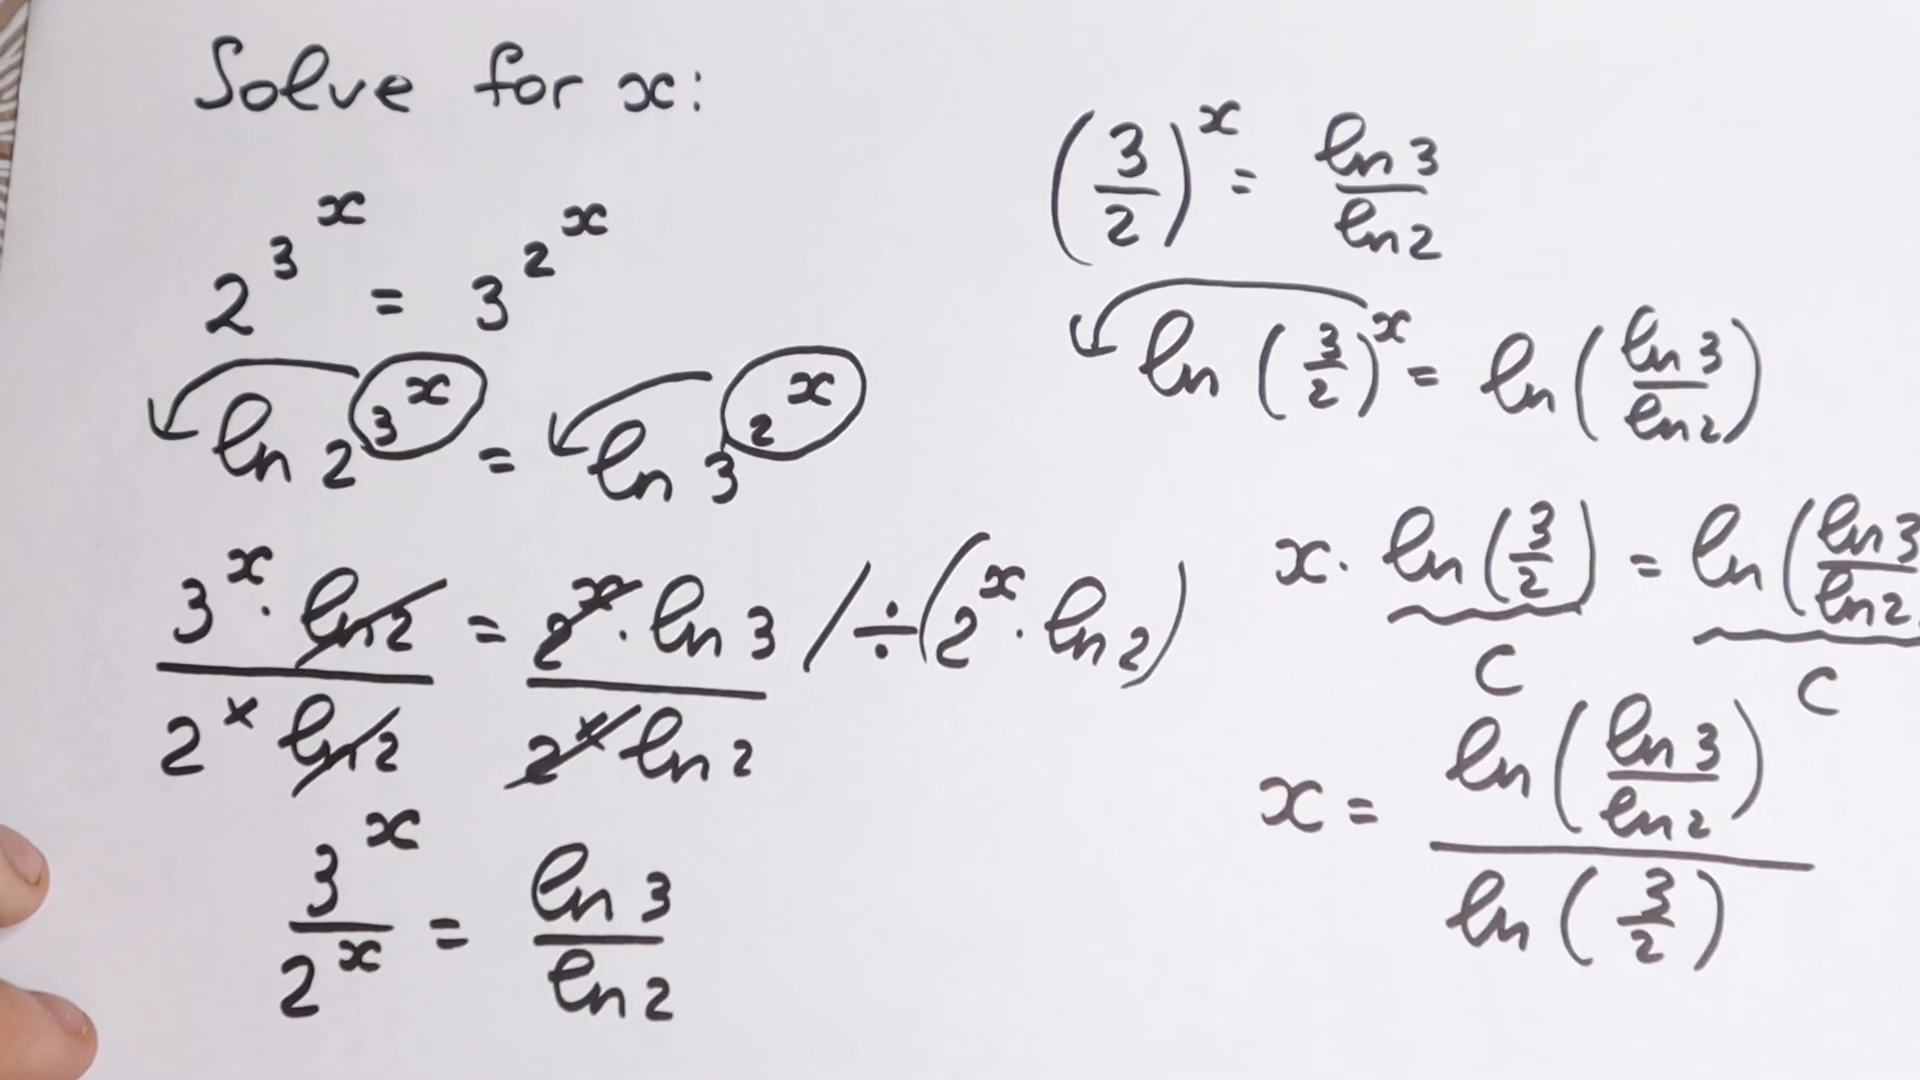 Solve for x:
2^3^x = 3^2^x
ln 2^3^x = ln 3^2^x
3^x · ln 2 = 2^x · ln 3 / ÷ (2^x · ln 2)
2^x ln 2   2^x ln 2
3^x/2^x = ln 3/ln 2
(3/2)^x = ln 3/ln 2
ln (3/2)^x = ln (ln 3/ln 2)
x · ln (3/2) = ln (ln 3/ln 2
C   C
x = ln (ln 3/ln 2)/ln (3/2)